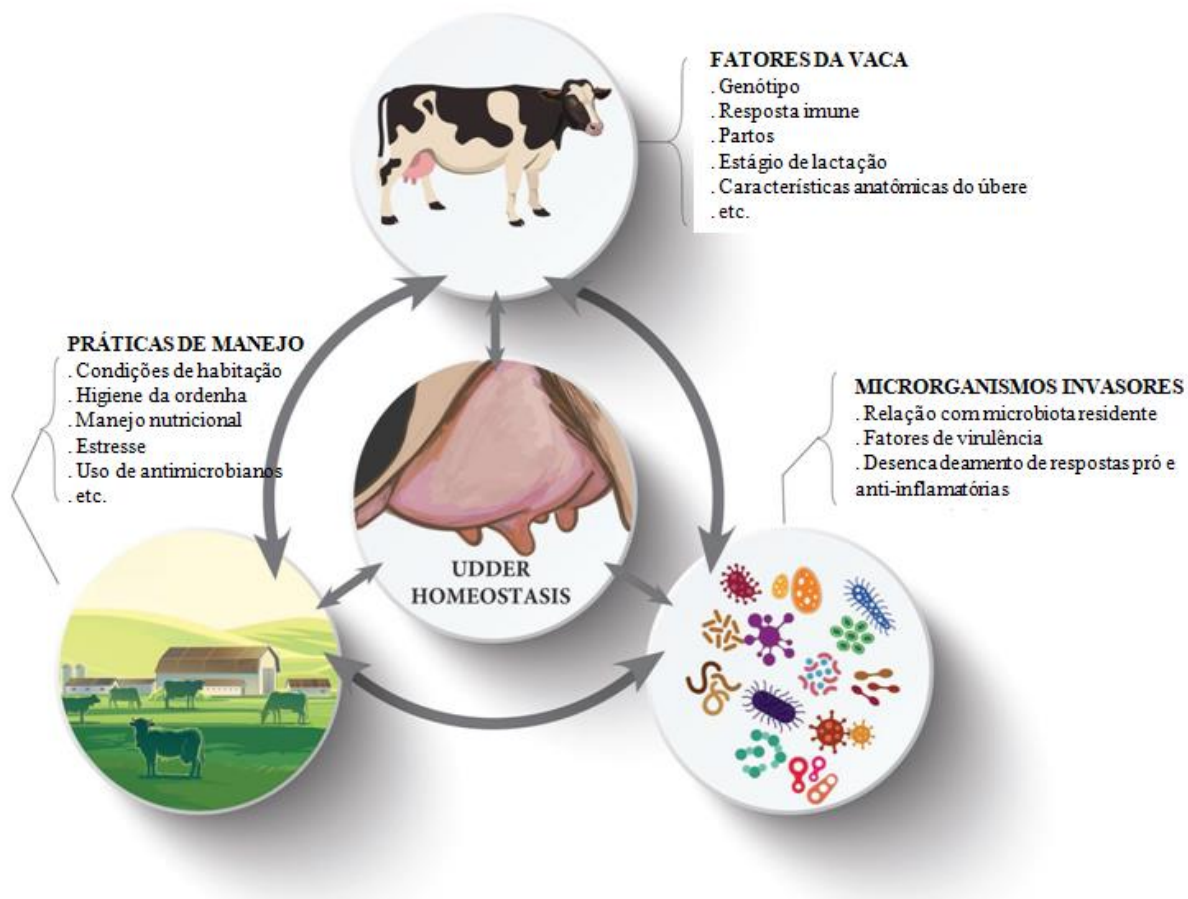 FATORES DA VACA
. Genótipo
. Resposta imune
. Partos
. Estágio de lactação
. Características anatômicas do úbere
. etc.
PRÁTICAS DE MANEJO
. Condições de habitação
. Higiene da ordenha
. Manejo nutricional
. Estresse
. Uso de antimicrobianos
. etc.
MICRORGANISMOS INVASORES
. Relação com microbiota residente
. Fatores de virulência
. Desencadeamento de respostas pró e
anti-inflamatórias
UDDER
HOMEOSTASIS